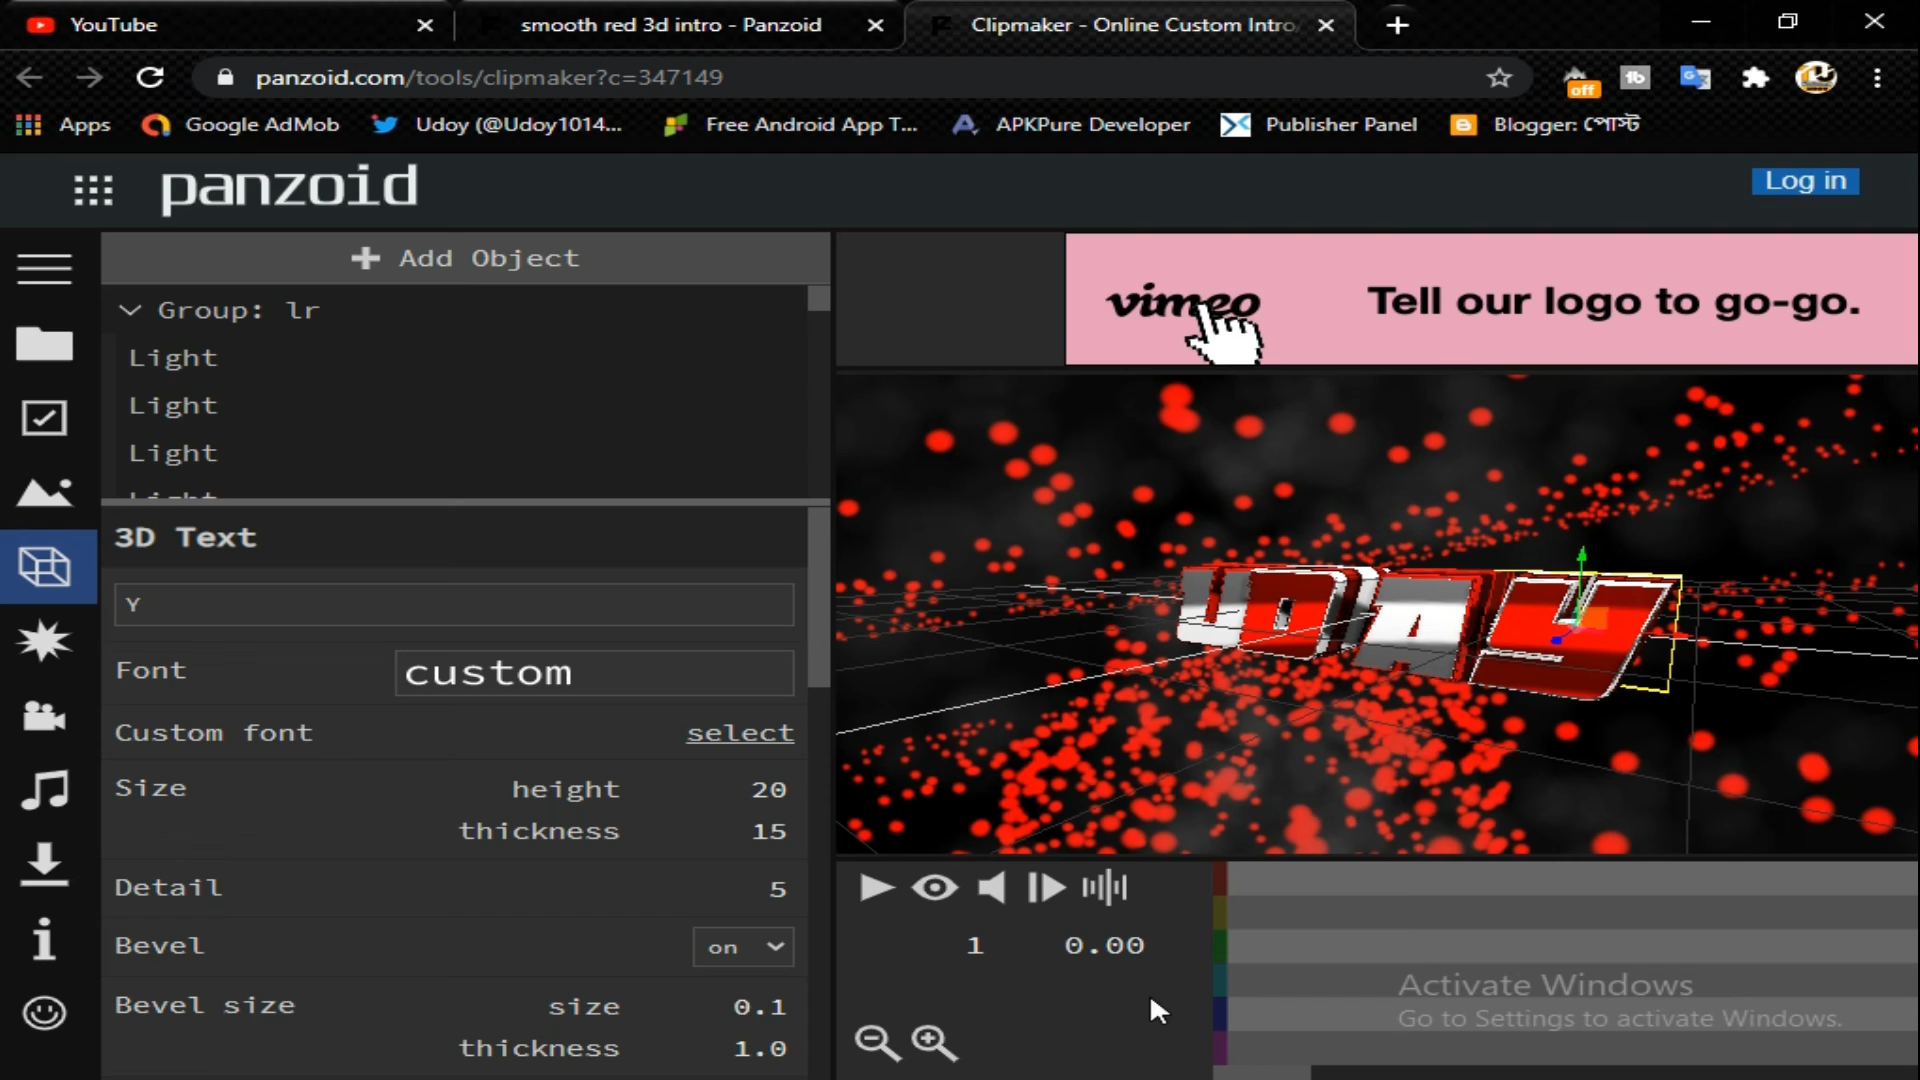 YouTube
smooth red 3d intro - Panzoid
Clipmaker - Online Custom Intro
panzoid.com/tools/clipmaker?c=347149
off
Apps
Google AdMob
Udoy (@Udoy1014...
Free Android App T...
APKPure Developer
Publisher Panel
Blogger: পোস্ট
panzoid
Log in
Add Object
Group: lr
Light
Light
Light
Light
vimeo
Tell our logo to go-go.
3D Text
Y
Font custom
Custom font select
Size height 20
thickness 15
Detail 5
Bevel on
Bevel size size 0.1
thickness 1.0
UDAY
1 0.00
Activate Windows
Go to Settings to activate Windows.